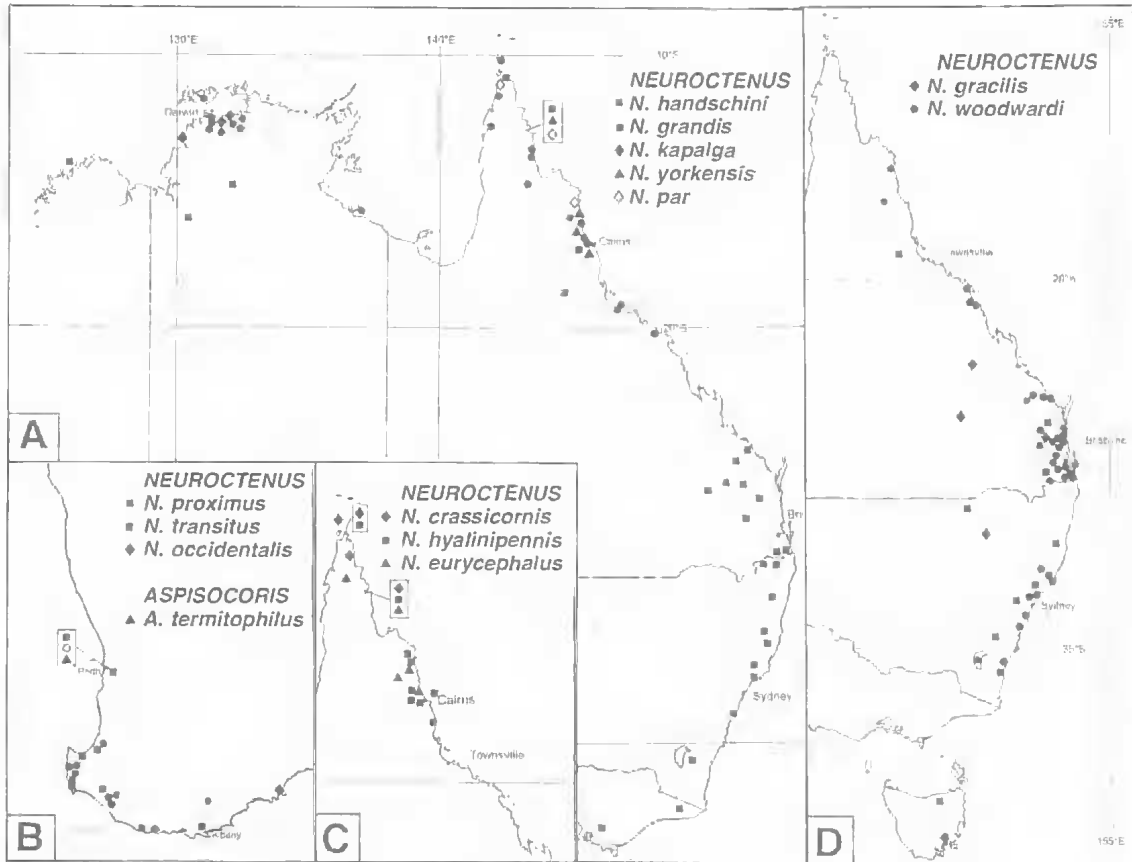 130°E
140°E
10°S
NEUROCTENUS
N. handschini
N. grandis
N. kapalga
N. yorkensis
N. par
Darwin
Cairns
20°S
Sydney
A
NEUROCTENUS
N. proximus
N. transitus
N. occidentalis
ASPISOCORIS
A. termitophilus
Perth
Albany
B
NEUROCTENUS
N. crassicornis
N. hyalinipennis
N. eurycephalus
Cairns
Townsville
C
NEUROCTENUS
N. gracilis
N. woodwardi
20°S
Brisbane
Sydney
35°S
155°E
D